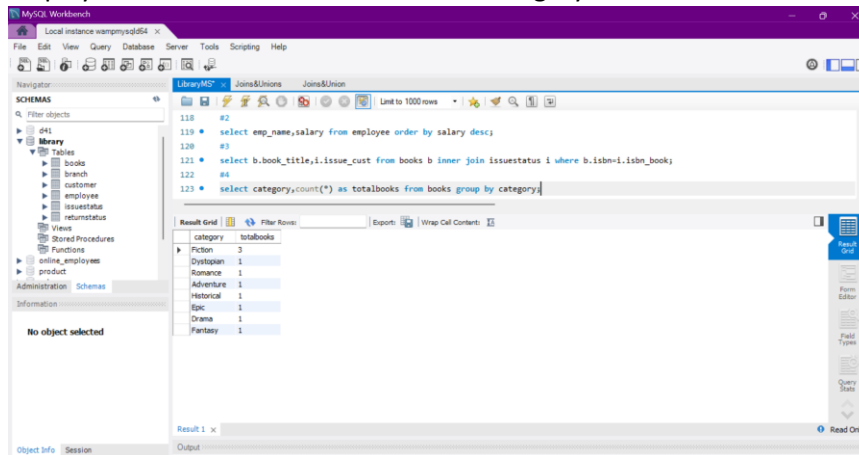 MySQL Workbench
Local instance wampmysqld64 ×
File Edit View Query Database Server Tools Scripting Help
Navigator
SCHEMAS
Filter objects
d41
library
Tables
books
branch
customer
employee
issuestatus
returnstatus
Views
Stored Procedures
Functions
online_employees
product
Administration Schemas
Information
No object selected
Object Info Session
LibraryMS* × Joins&Unions Joins&Union
Limit to 1000 rows
118 #2
119 select emp_name,salary from employee order by salary desc;
120 #3
121 select b.book_title,i.issue_cust from books b inner join issuestatus i where b.isbn=i.isbn_book;
122 #4
123 select category,count(*) as totalbooks from books group by category;
Result Grid Filter Rows: Export: Wrap Cell Content:
category totalbooks
Fiction 3
Dystopian 1
Romance 1
Adventure 1
Historical 1
Epic 1
Drama 1
Fantasy 1
Result Grid
Form Editor
Field Types
Query Stats
Result 1 ×
Read On
Output